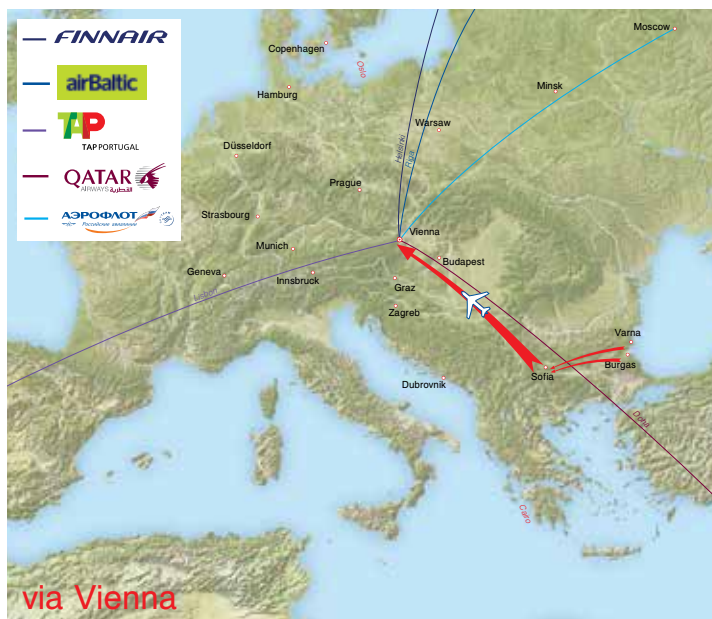 FINNAIR
airBaltic
TAP
TAP PORTUGAL
QATAR
AIRWAYS القطرية
АЭРОФЛОТ
Российские авиалинии
Moscow
Copenhagen
Oslo
Minsk
Hamburg
Warsaw
Helsinki
Riga
Düsseldorf
Prague
Strasbourg
Vienna
Munich
Budapest
Geneva
Innsbruck
Graz
Lisbon
Zagreb
Varna
Burgas
Sofia
Dubrovnik
Doha
Cairo
via Vienna